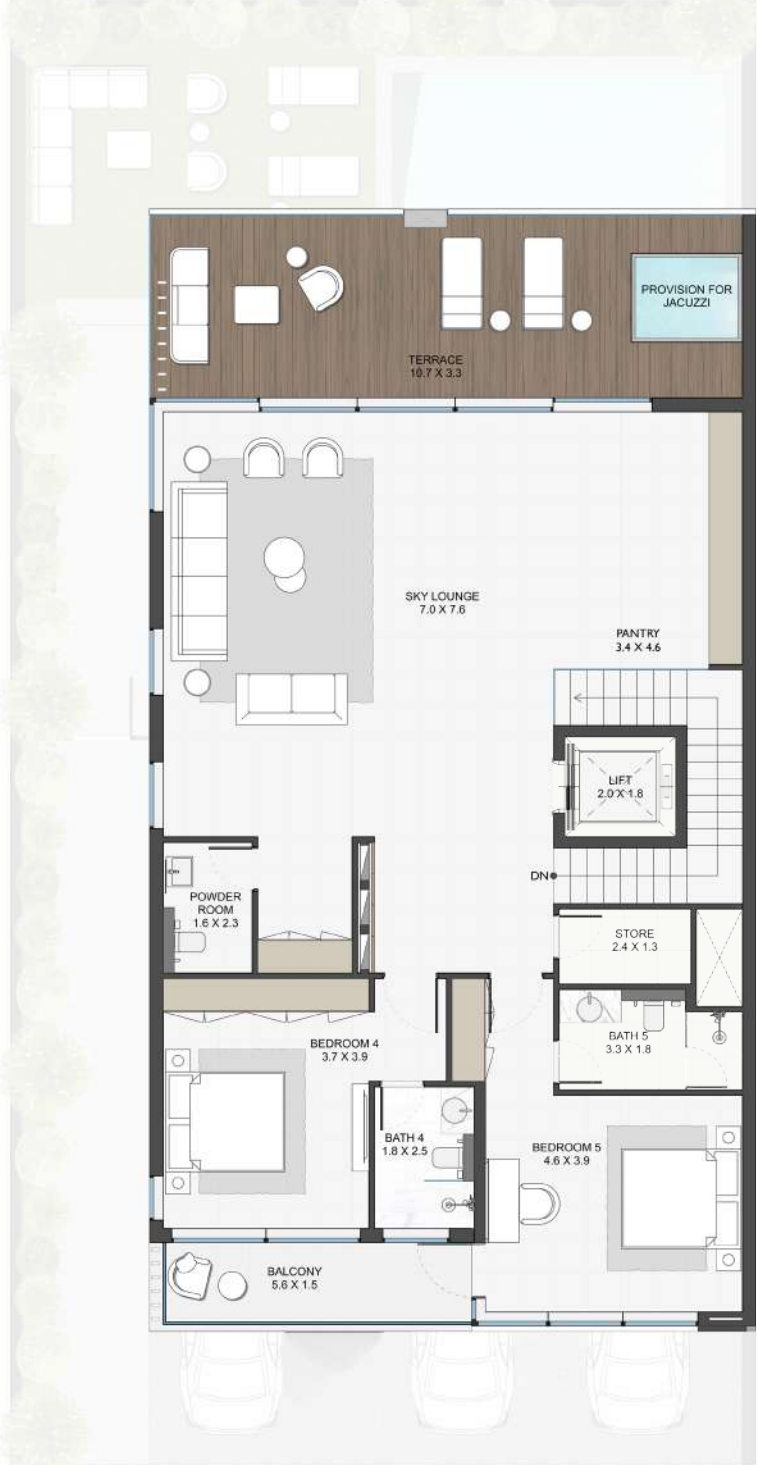 PROVISION FOR
JACUZZI
TERRACE
10.7 X 3.3
SKY LOUNGE
7.0 X 7.6
PANTRY
3.4 X 4.6
LIFT
2.0 X 1.8
DN
POWDER
ROOM
1.6 X 2.3
STORE
2.4 X 1.3
BATH 5
3.3 X 1.8
BEDROOM 4
3.7 X 3.9
BATH 4
1.8 X 2.5
BEDROOM 5
4.6 X 3.9
BALCONY
5.6 X 1.5